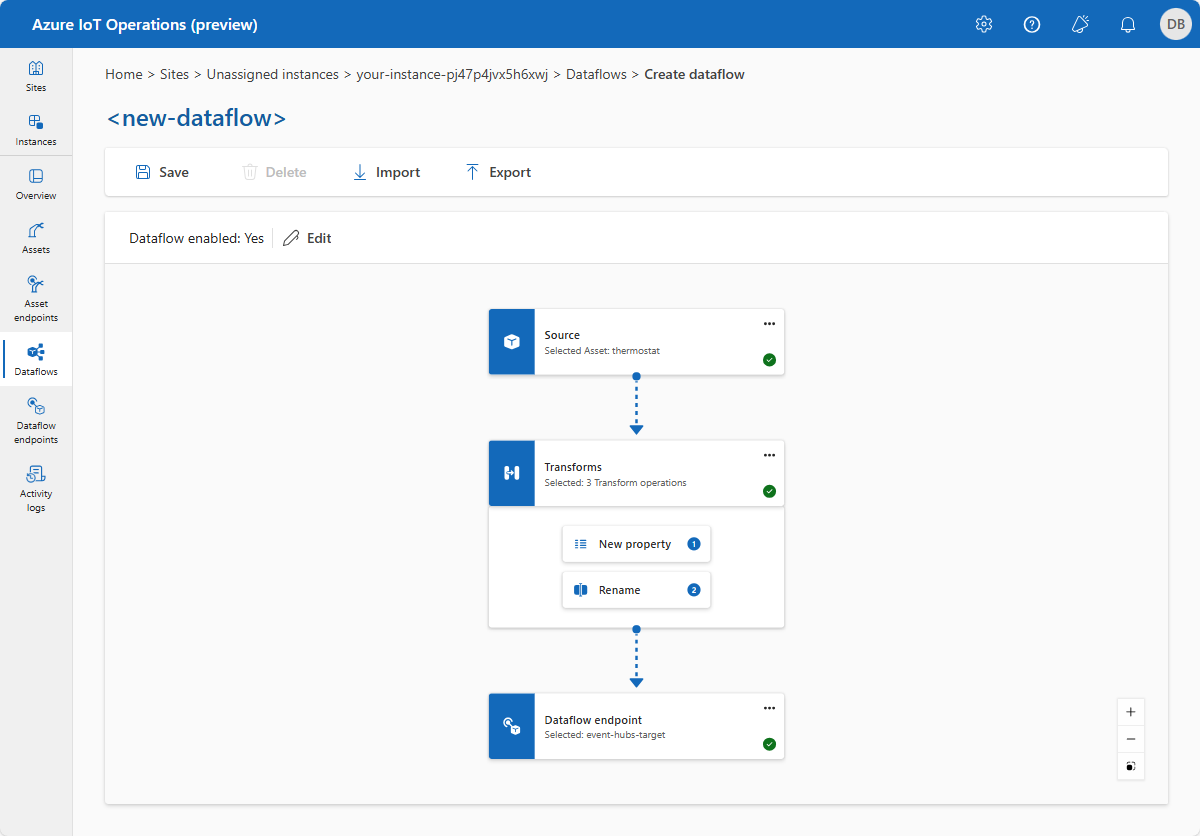 Azure IoT Operations (preview)
DB
Sites
Instances
Overview
Assets
Asset
endpoints
Dataflows
Dataflow
endpoints
Activity
logs
Home > Sites > Unassigned instances > your-instance-pj47p4jvx5h6xwj > Dataflows > Create dataflow
<new-dataflow>
Save Delete Import Export
Dataflow enabled: Yes Edit
Source
Selected Asset: thermostat
Transforms
Selected: 3 Transform operations
New property 1
Rename 2
Dataflow endpoint
Selected: event-hubs-target